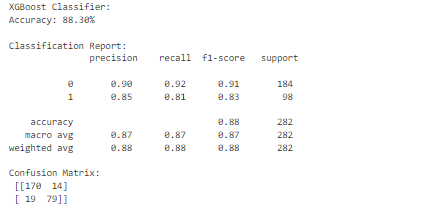 XGBoost Classifier:
Accuracy: 88.30%
Classification Report:
precision recall f1-score support
0 0.90 0.92 0.91 184
1 0.85 0.81 0.83 98
accuracy 0.88 282
macro avg 0.87 0.87 0.87 282
weighted avg 0.88 0.88 0.88 282
Confusion Matrix:
[[170 14]
[ 19 79]]